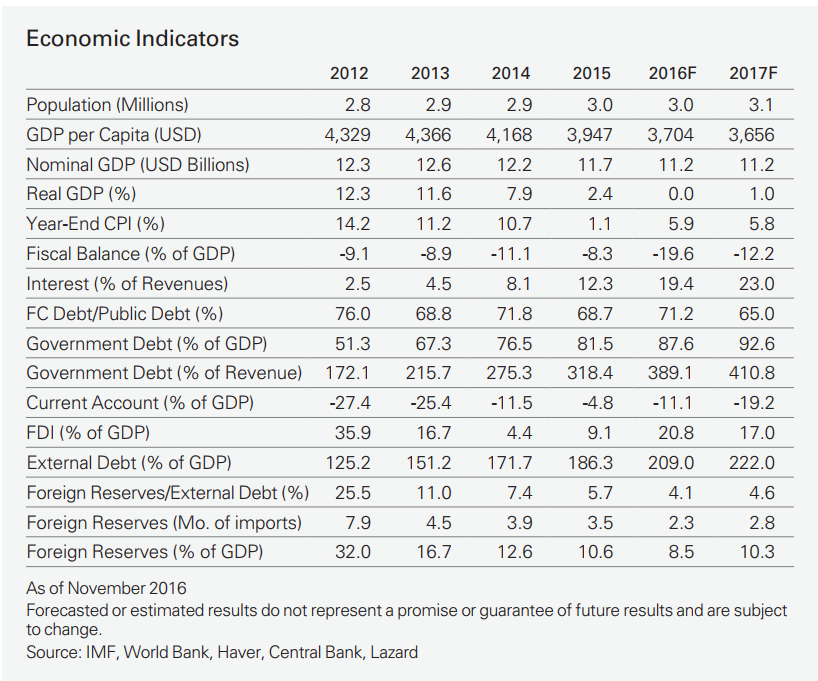 Economic Indicators
2012 2013 2014 2015 2016F 2017F
Population (Millions) 2.8 2.9 2.9 3.0 3.0 3.1
GDP per Capita (USD) 4,329 4,366 4,168 3,947 3,704 3,656
Nominal GDP (USD Billions) 12.3 12.6 12.2 11.7 11.2 11.2
Real GDP (%) 12.3 11.6 7.9 2.4 0.0 1.0
Year-End CPI (%) 14.2 11.2 10.7 1.1 5.9 5.8
Fiscal Balance (% of GDP) -9.1 -8.9 -11.1 -8.3 -19.6 -12.2
Interest (% of Revenues) 2.5 4.5 8.1 12.3 19.4 23.0
FC Debt/Public Debt (%) 76.0 68.8 71.8 68.7 71.2 65.0
Government Debt (% of GDP) 51.3 67.3 76.5 81.5 87.6 92.6
Government Debt (% of Revenue) 172.1 215.7 275.3 318.4 389.1 410.8
Current Account (% of GDP) -27.4 -25.4 -11.5 -4.8 -11.1 -19.2
FDI (% of GDP) 35.9 16.7 4.4 9.1 20.8 17.0
External Debt (% of GDP) 125.2 151.2 171.7 186.3 209.0 222.0
Foreign Reserves/External Debt (%) 25.5 11.0 7.4 5.7 4.1 4.6
Foreign Reserves (Mo. of imports) 7.9 4.5 3.9 3.5 2.3 2.8
Foreign Reserves (% of GDP) 32.0 16.7 12.6 10.6 8.5 10.3
As of November 2016
Forecasted or estimated results do not represent a promise or guarantee of future results and are subject
to change.
Source: IMF, World Bank, Haver, Central Bank, Lazard